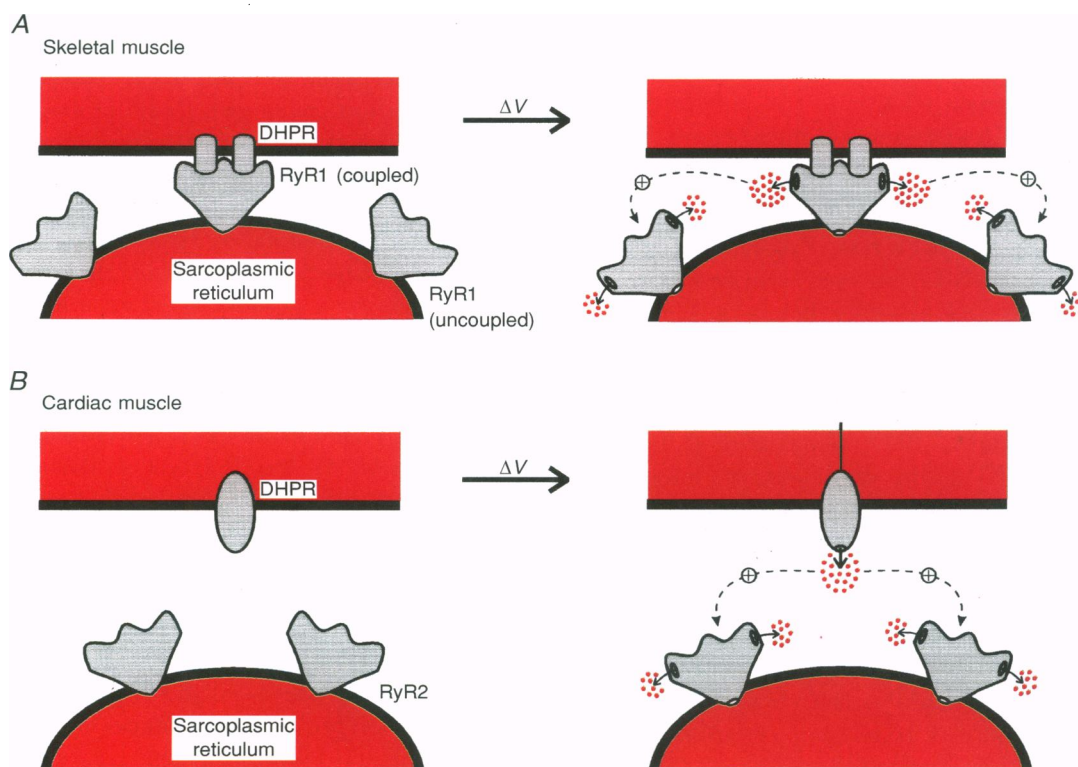 A
Skeletal muscle
DHPR
RyR1 (coupled)
Sarcoplasmic
reticulum
RyR1
(uncoupled)
ΔV
⊕
⊕
B
Cardiac muscle
DHPR
RyR2
Sarcoplasmic
reticulum
ΔV
⊕
⊕